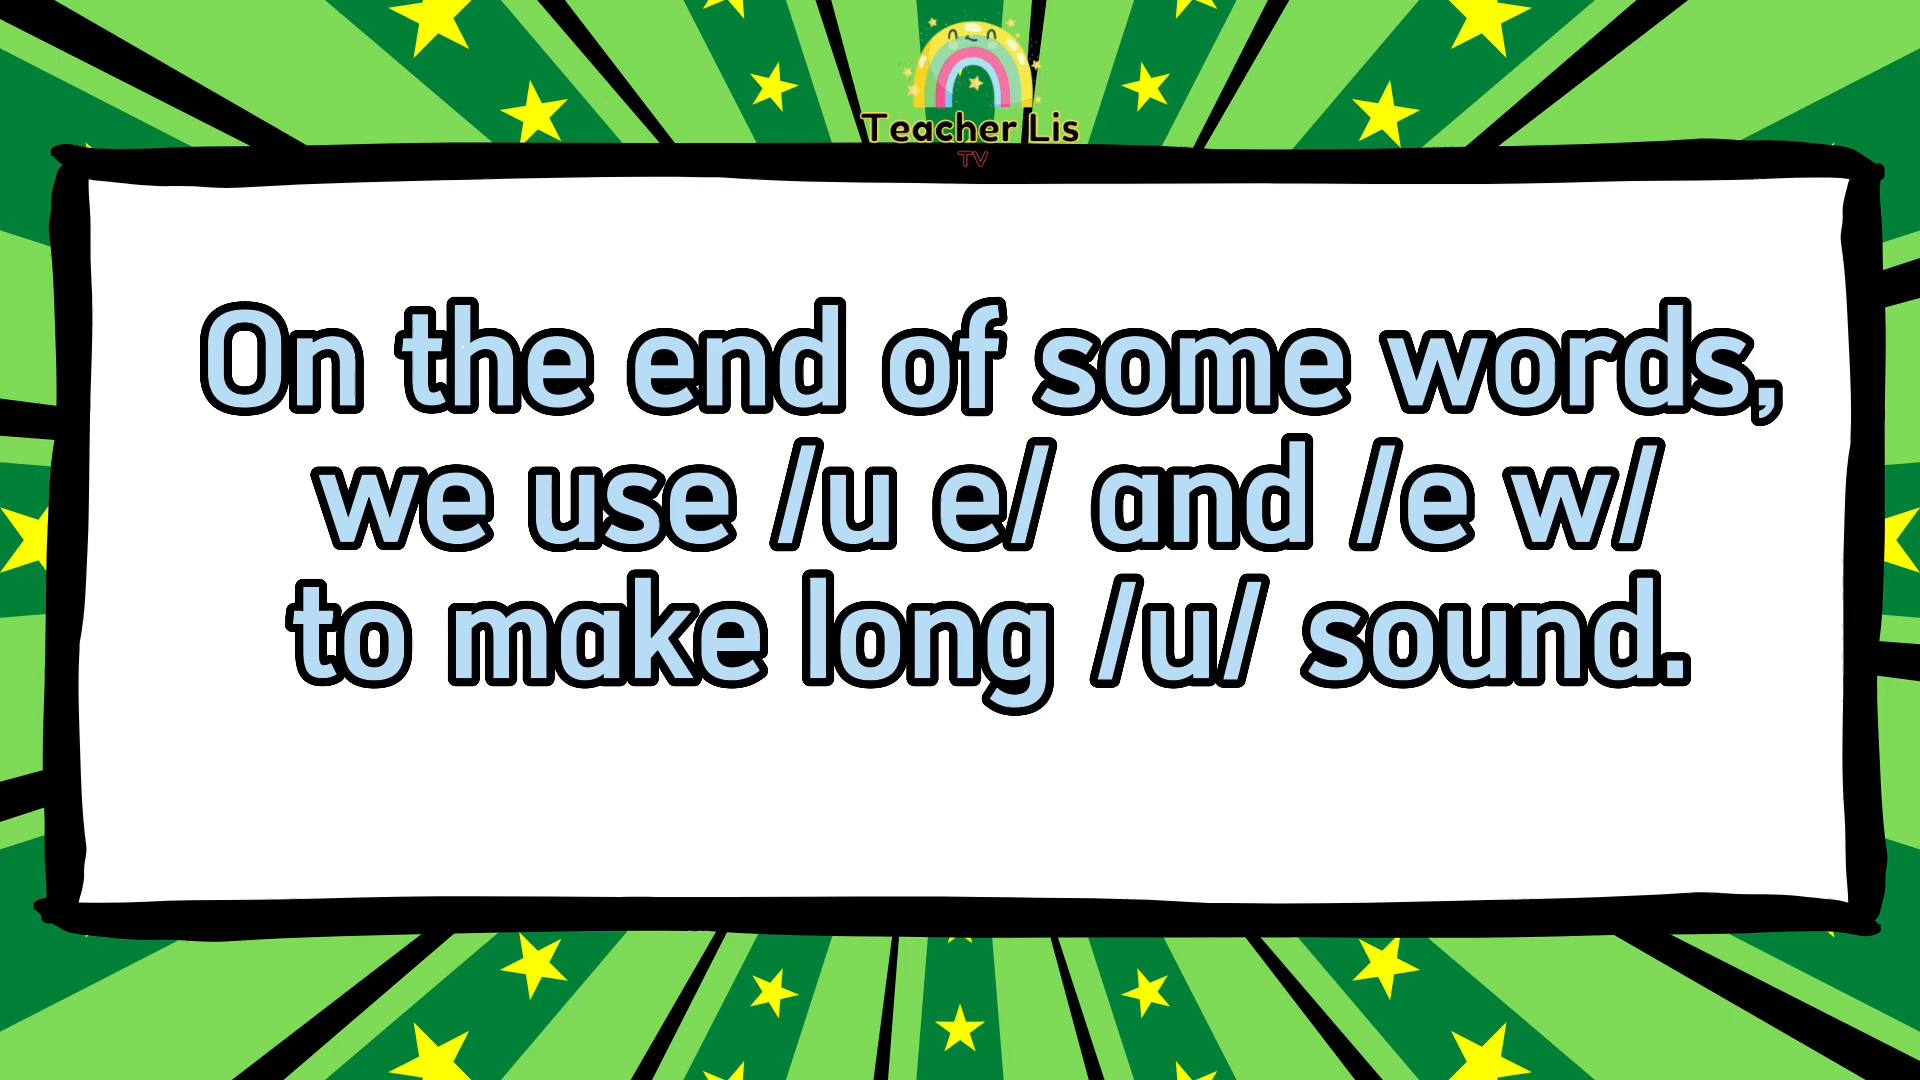 Teacher Lis
TV
On the end of some words,
we use /u e/ and /e w/
to make long /u/ sound.